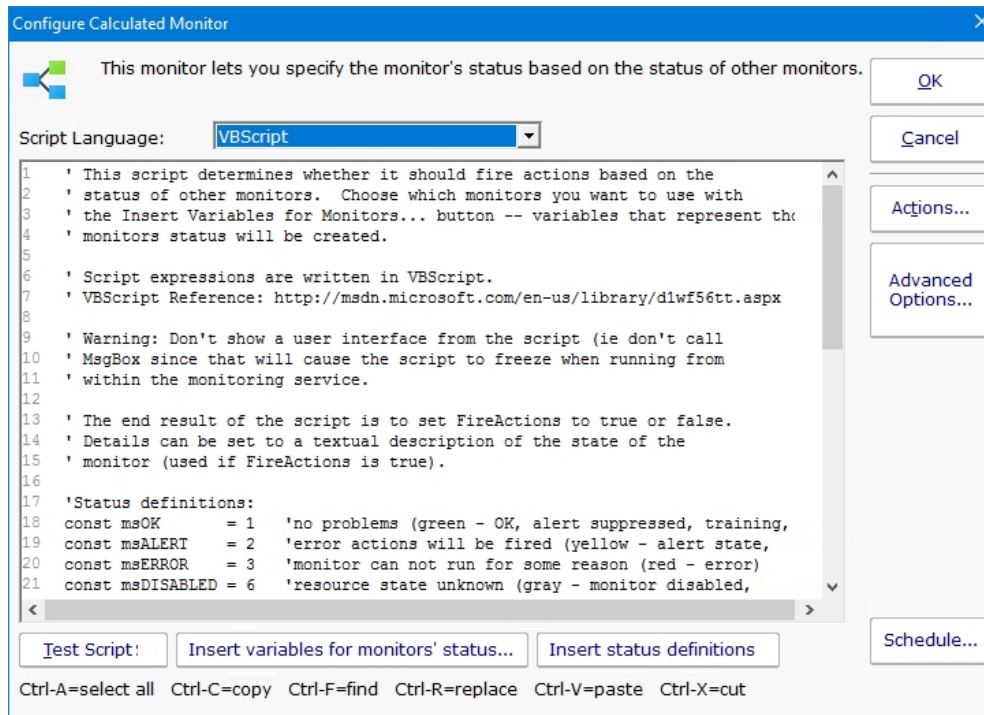 Configure Calculated Monitor
This monitor lets you specify the monitor's status based on the status of other monitors.
OK
Script Language:
VBScript
Cancel
1 ' This script determines whether it should fire actions based on the
2 ' status of other monitors.  Choose which monitors you want to use with
3 ' the Insert Variables for Monitors... button -- variables that represent
4 ' monitors status will be created.
5
6 ' Script expressions are written in VBScript.
7 ' VBScript Reference: http://msdn.microsoft.com/en-us/library/d1wf56tt.aspx
8
9 ' Warning: Don't show a user interface from the script (ie don't call
10 ' MsgBox since that will cause the script to freeze when running from
11 ' within the monitoring service.
12
13 ' The end result of the script is to set FireActions to true or false.
14 ' Details can be set to a textual description of the state of the
15 ' monitor (used if FireActions is true).
16
17 'Status definitions:
18 const msOK       = 1   'no problems (green - OK, alert suppressed, training,
19 const msALERT    = 2   'error actions will be fired (yellow - alert state,
20 const msERROR    = 3   'monitor can not run for some reason (red - error)
21 const msDISABLED = 6   'resource state unknown (gray - monitor disabled,
Actions...
Advanced
Options...
Schedule...
Test Script
Insert variables for monitors' status...
Insert status definitions
Ctrl-A=select all Ctrl-C=copy Ctrl-F=find Ctrl-R=replace Ctrl-V=paste Ctrl-X=cut